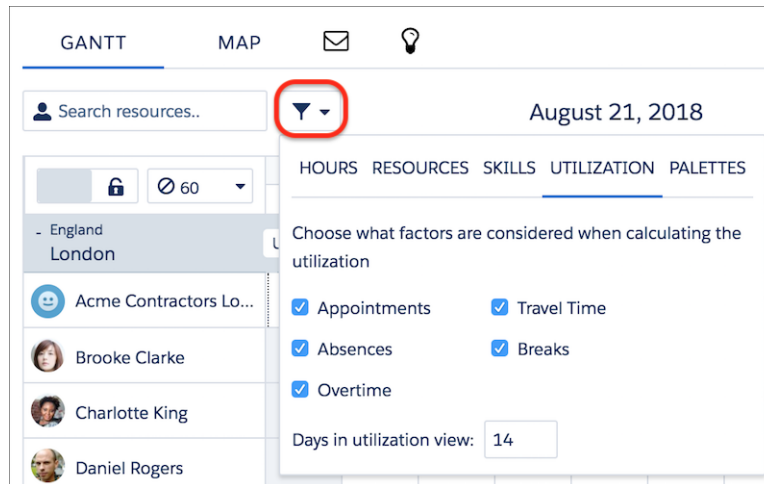 GANTT MAP
Search resources..
August 21, 2018
HOURS RESOURCES SKILLS UTILIZATION PALETTES
60
- England
London
Choose what factors are considered when calculating the
utilization
Acme Contractors Lo...
Appointments Travel Time
Brooke Clarke
Absences Breaks
Overtime
Charlotte King
Days in utilization view: 14
Daniel Rogers